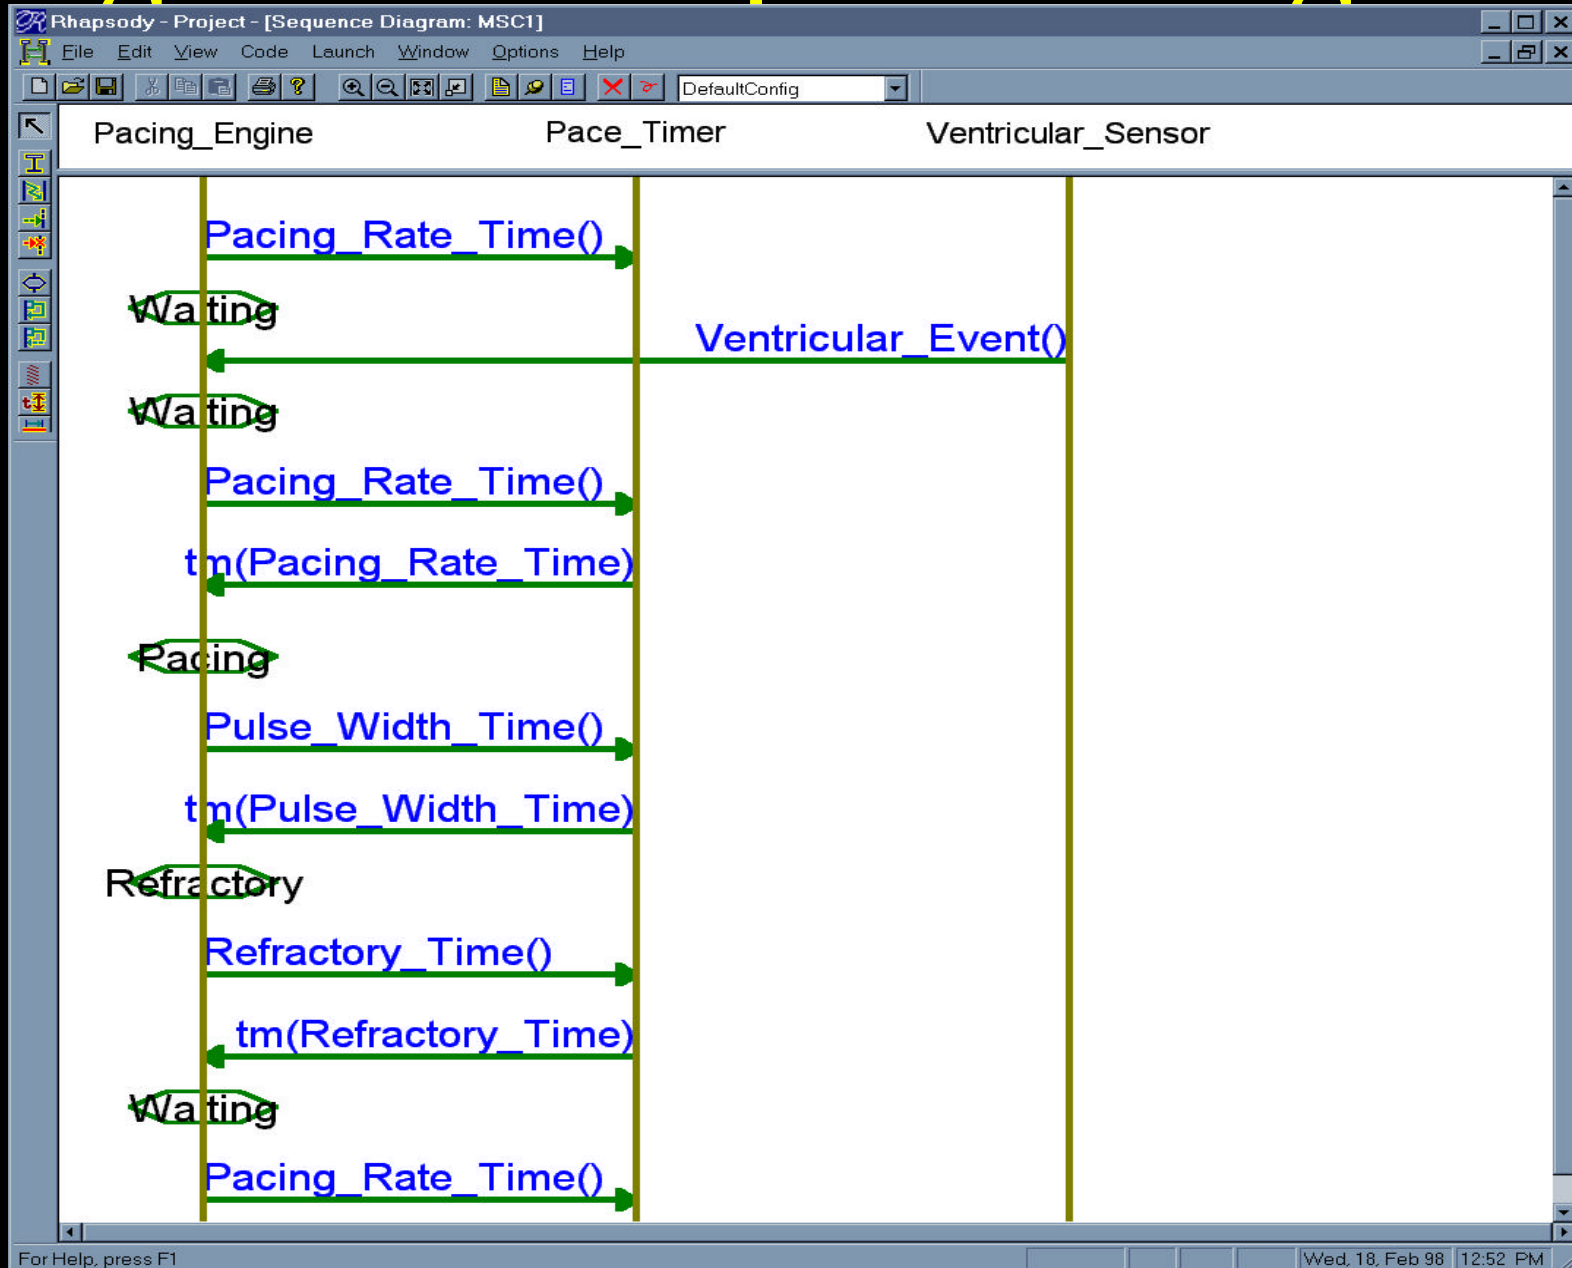 Rhapsody - Project - [Sequence Diagram: MSC1]
File Edit View Code Launch Window Options Help
DefaultConfig
Pacing_Engine Pace_Timer Ventricular_Sensor
Pacing_Rate_Time()
Waiting
Ventricular_Event()
Waiting
Pacing_Rate_Time()
tm(Pacing_Rate_Time)
Pacing
Pulse_Width_Time()
tm(Pulse_Width_Time)
Refractory
Refractory_Time()
tm(Refractory_Time)
Waiting
Pacing_Rate_Time()
For Help, press F1 Wed, 18, Feb 98 12:52 PM